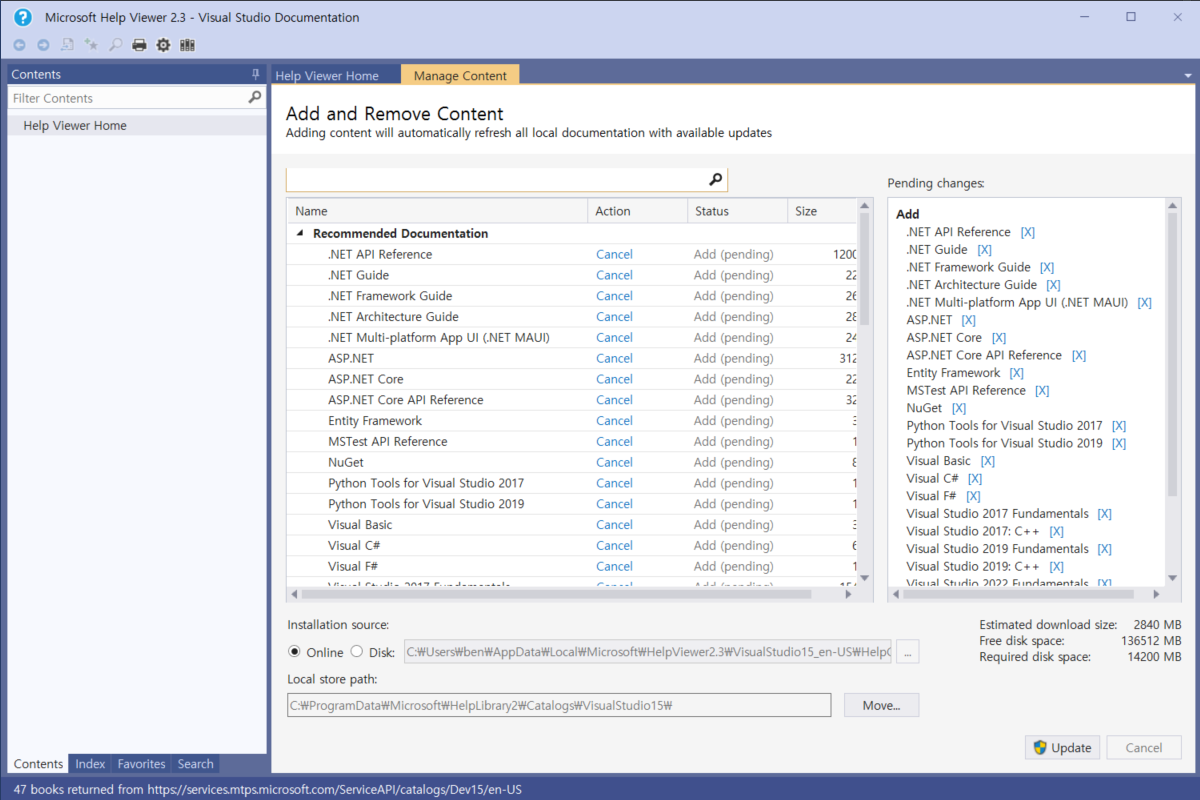 Microsoft Help Viewer 2.3 - Visual Studio Documentation
Contents
Filter Contents
Help Viewer Home
Help Viewer Home
Manage Content
Add and Remove Content
Adding content will automatically refresh all local documentation with available updates
Name Action Status Size
Recommended Documentation
.NET API Reference Cancel Add (pending) 1200
.NET Guide Cancel Add (pending) 22
.NET Framework Guide Cancel Add (pending) 26
.NET Architecture Guide Cancel Add (pending) 28
.NET Multi-platform App UI (.NET MAUI) Cancel Add (pending) 24
ASP.NET Cancel Add (pending) 312
ASP.NET Core Cancel Add (pending) 22
ASP.NET Core API Reference Cancel Add (pending) 32
Entity Framework Cancel Add (pending) 3
MSTest API Reference Cancel Add (pending) 1
NuGet Cancel Add (pending) 8
Python Tools for Visual Studio 2017 Cancel Add (pending) 1
Python Tools for Visual Studio 2019 Cancel Add (pending) 1
Visual Basic Cancel Add (pending) 3
Visual C# Cancel Add (pending) 6
Visual F# Cancel Add (pending) 1
Visual Studio 2017 Fundamentals Cancel Add (pending) 154
Pending changes:
Add
.NET API Reference [X]
.NET Guide [X]
.NET Framework Guide [X]
.NET Architecture Guide [X]
.NET Multi-platform App UI (.NET MAUI) [X]
ASP.NET [X]
ASP.NET Core [X]
ASP.NET Core API Reference [X]
Entity Framework [X]
MSTest API Reference [X]
NuGet [X]
Python Tools for Visual Studio 2017 [X]
Python Tools for Visual Studio 2019 [X]
Visual Basic [X]
Visual C# [X]
Visual F# [X]
Visual Studio 2017 Fundamentals [X]
Visual Studio 2017: C++ [X]
Visual Studio 2019 Fundamentals [X]
Visual Studio 2019: C++ [X]
Visual Studio 2022 Fundamentals [X]
Installation source:
Online Disk: C:₩Users₩ben₩AppData₩Local₩Microsoft₩HelpViewer2.3₩VisualStudio15_en-US₩HelpC ...
Local store path:
C:₩ProgramData₩Microsoft₩HelpLibrary2₩Catalogs₩VisualStudio15₩ Move...
Estimated download size: 2840 MB
Free disk space: 136512 MB
Required disk space: 14200 MB
Update Cancel
Contents Index Favorites Search
47 books returned from https://services.mtps.microsoft.com/ServiceAPI/catalogs/Dev15/en-US